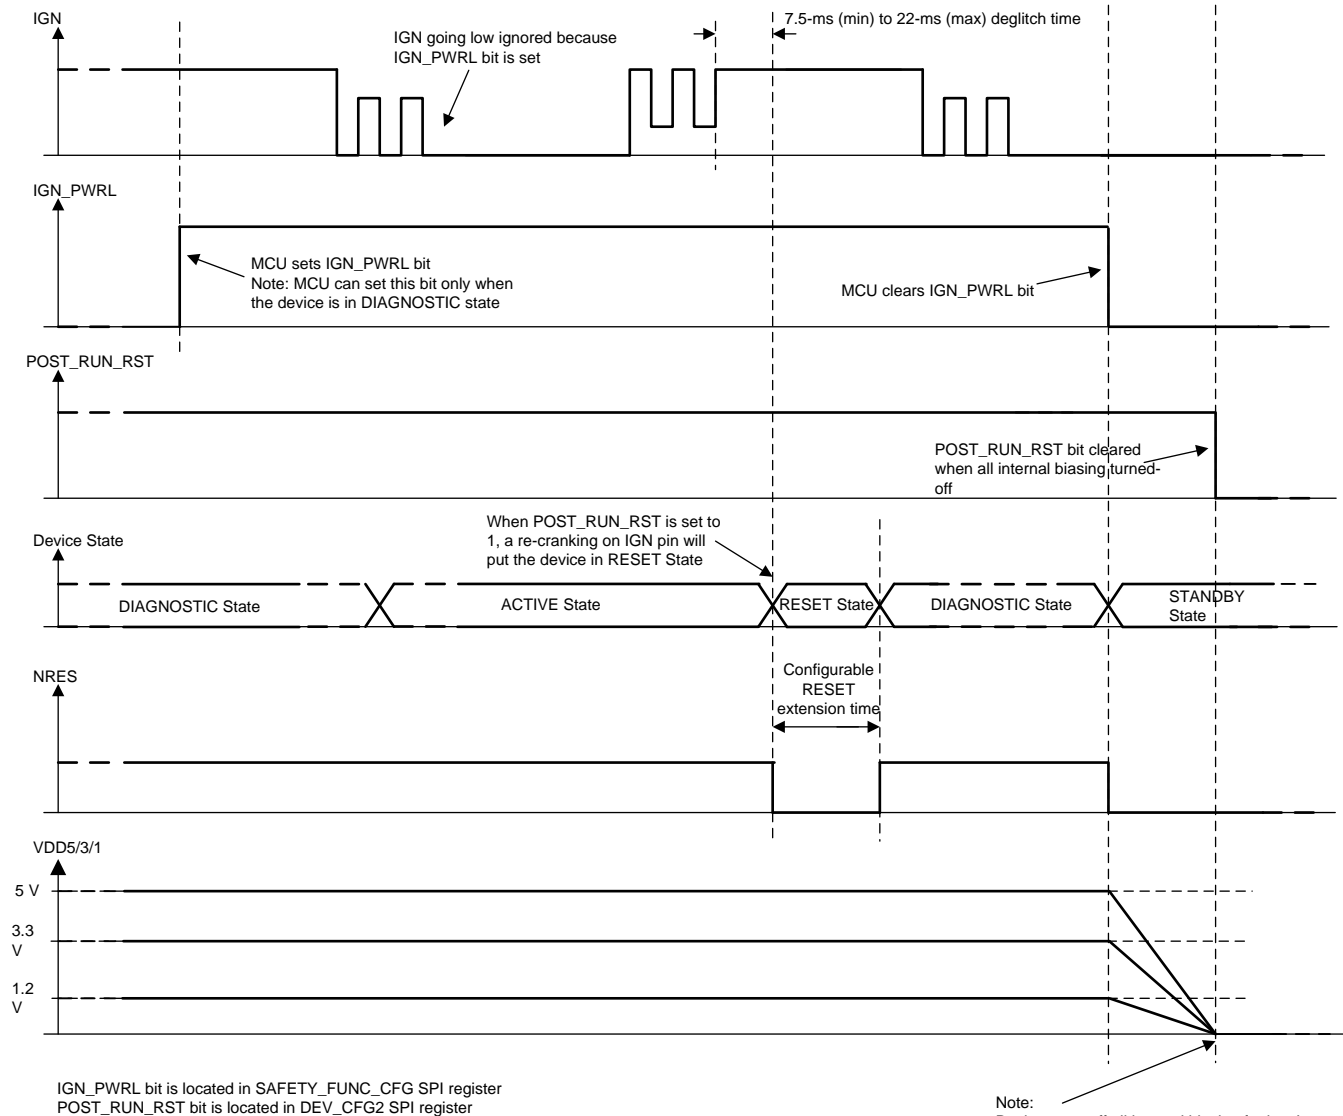 IGN
7.5-ms (min) to 22-ms (max) deglitch time
IGN going low ignored because
IGN_PWRL bit is set
IGN_PWRL
MCU sets IGN_PWRL bit
Note: MCU can set this bit only when
the device is in DIAGNOSTIC state
MCU clears IGN_PWRL bit
POST_RUN_RST
POST_RUN_RST bit cleared
when all internal biasing turned-
off
When POST_RUN_RST is set to
1, a re-cranking on IGN pin will
put the device in RESET State
Device State
DIAGNOSTIC State
ACTIVE State
RESET State
DIAGNOSTIC State
STANDBY
State
NRES
Configurable
RESET
extension time
VDD5/3/1
5 V
3.3
V
1.2
V
IGN_PWRL bit is located in SAFETY_FUNC_CFG SPI register
POST_RUN_RST bit is located in DEV_CFG2 SPI register
Note: